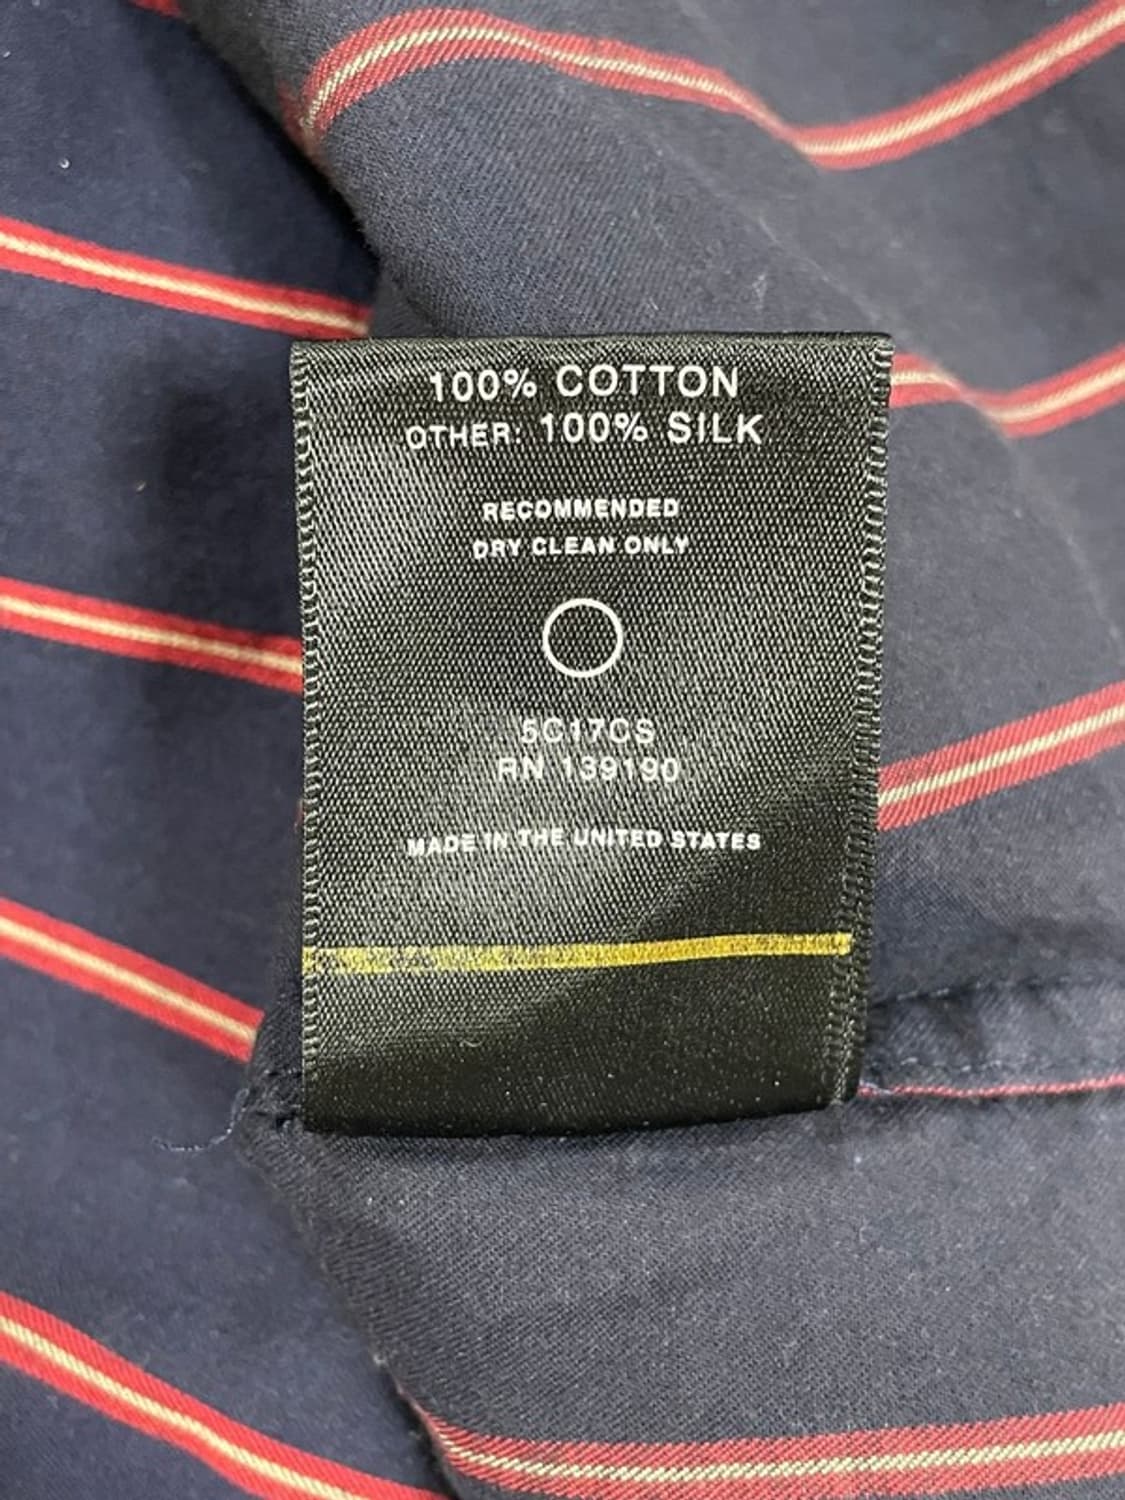 100% COTTON
OTHER: 100% SILK
RECOMMENDED
DRY CLEAN ONLY
5C17CS
RN 139190
MADE IN THE UNITED STATES